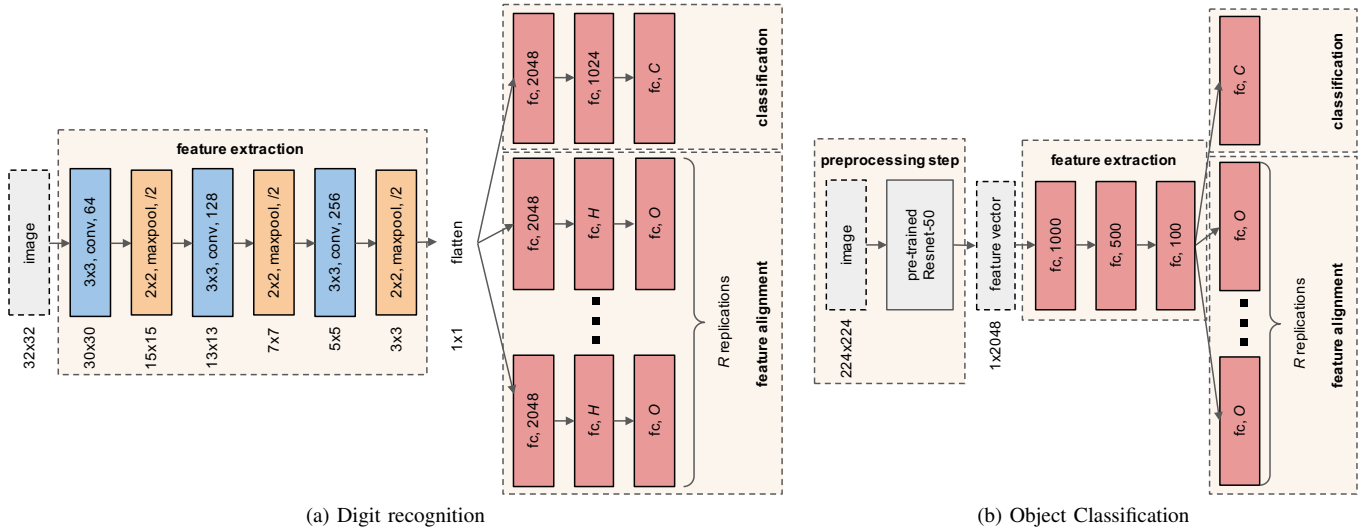 feature extraction
image
3x3, conv, 64
2x2, maxpool, /2
3x3, conv, 128
2x2, maxpool, /2
3x3, conv, 256
2x2, maxpool, /2
flatten
32x32
30x30
15x15
13x13
7x7
5x5
3x3
1x1
fc, 2048
fc, 1024
fc, C
classification
fc, 2048
fc, H
fc, O
fc, 2048
fc, H
fc, O
R replications
feature alignment
(a) Digit recognition
preprocessing step
image
pre-trained
Resnet-50
224x224
feature vector
1x2048
feature extraction
fc, 1000
fc, 500
fc, 100
fc, C
classification
fc, O
fc, O
R replications
feature alignment
(b) Object Classification